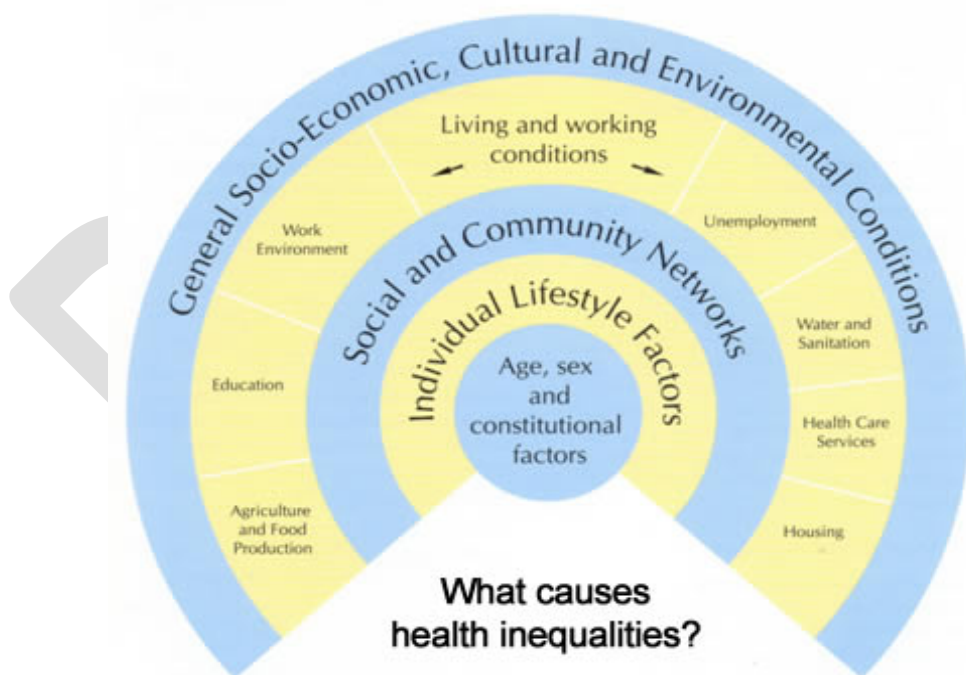 General Socio-Economic, Cultural and Environmental Conditions
Living and working
conditions
Work
Environment
Education
Agriculture
and Food
Production
Unemployment
Water and
Sanitation
Health Care
Services
Housing
Social and Community Networks
Individual Lifestyle Factors
Age, sex
and
constitutional
factors
What causes
health inequalities?